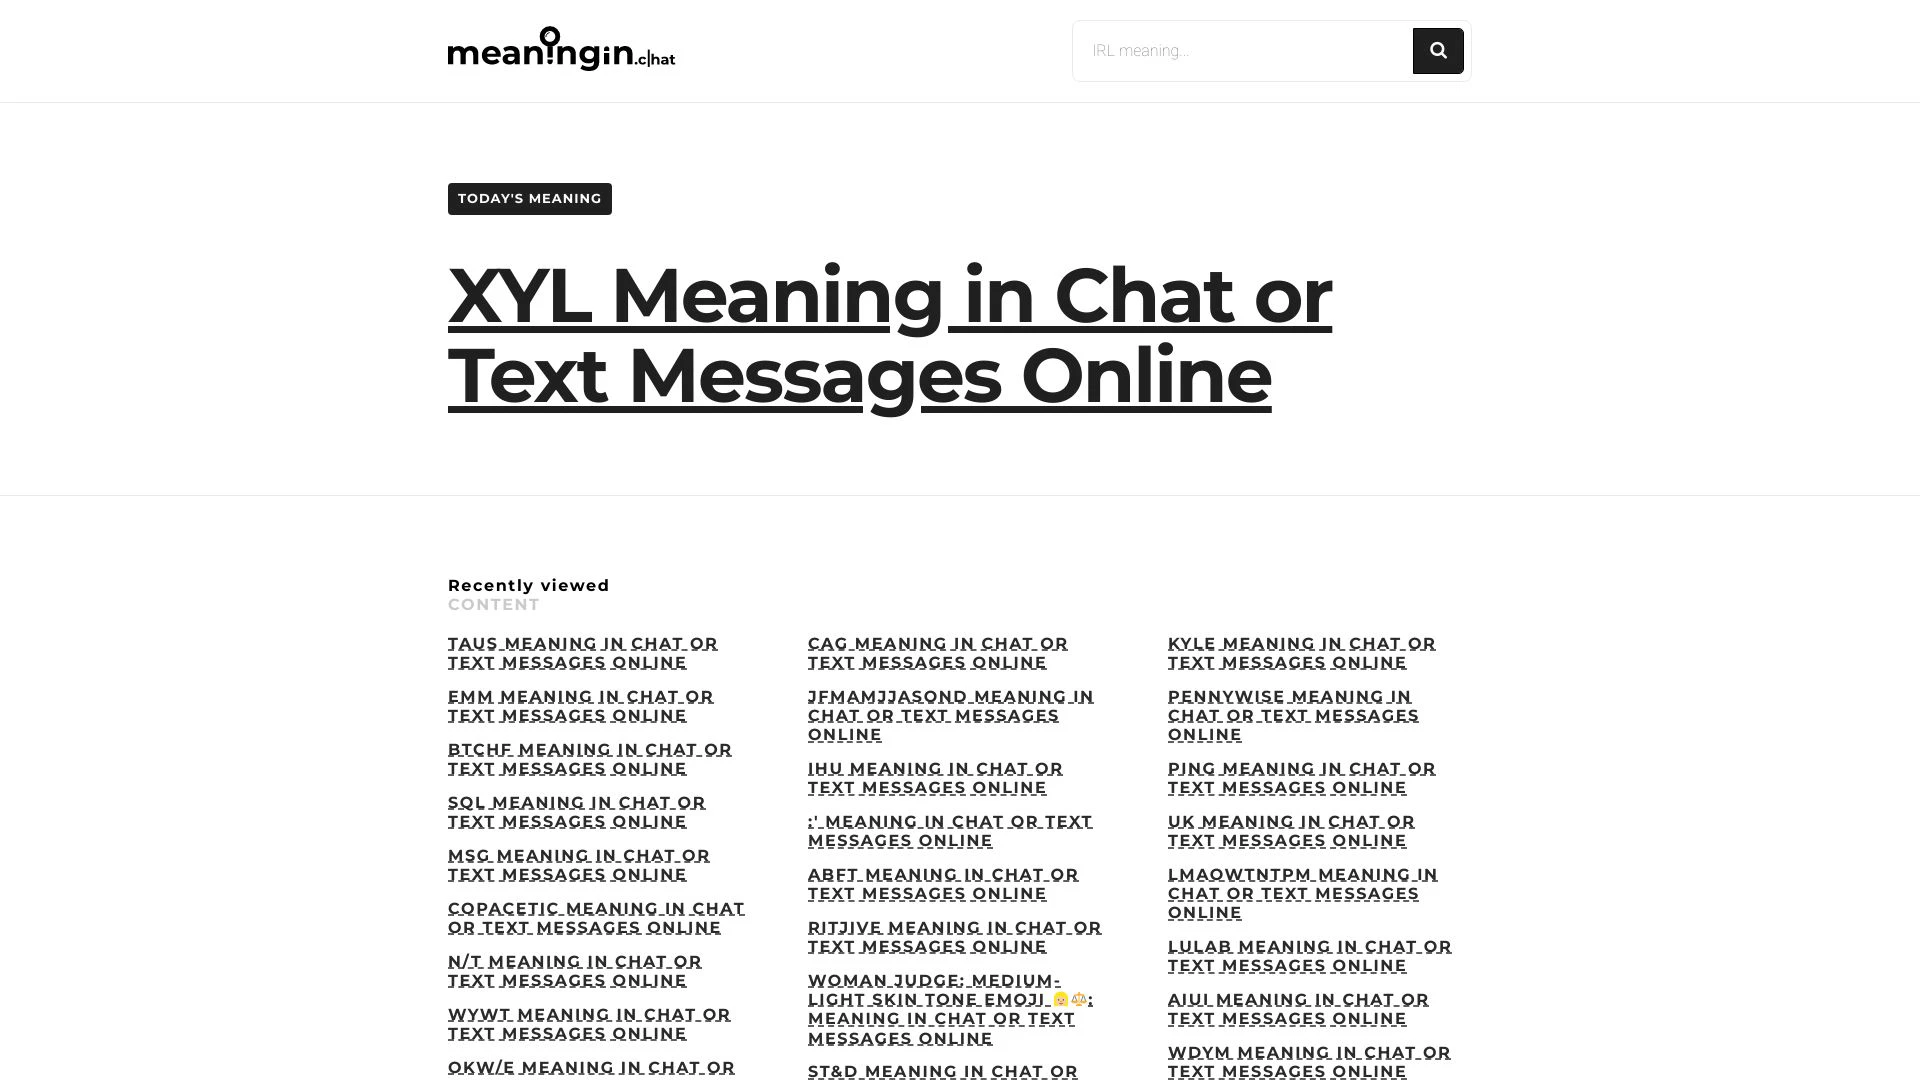 meaningin.c|hat
IRL meaning...
TODAY'S MEANING
XYL Meaning in Chat or
Text Messages Online
Recently viewed
CONTENT
TAUS MEANING IN CHAT OR
TEXT MESSAGES ONLINE
EMM MEANING IN CHAT OR
TEXT MESSAGES ONLINE
BTCHF MEANING IN CHAT OR
TEXT MESSAGES ONLINE
SQL MEANING IN CHAT OR
TEXT MESSAGES ONLINE
MSG MEANING IN CHAT OR
TEXT MESSAGES ONLINE
COPACETIC MEANING IN CHAT
OR TEXT MESSAGES ONLINE
N/T MEANING IN CHAT OR
TEXT MESSAGES ONLINE
WYWT MEANING IN CHAT OR
TEXT MESSAGES ONLINE
OKW/E MEANING IN CHAT OR
CAG MEANING IN CHAT OR
TEXT MESSAGES ONLINE
JFMAMJJASOND MEANING IN
CHAT OR TEXT MESSAGES
ONLINE
IHU MEANING IN CHAT OR
TEXT MESSAGES ONLINE
:' MEANING IN CHAT OR TEXT
MESSAGES ONLINE
ABFT MEANING IN CHAT OR
TEXT MESSAGES ONLINE
RITJIVE MEANING IN CHAT OR
TEXT MESSAGES ONLINE
WOMAN JUDGE: MEDIUM-
LIGHT SKIN TONE EMOJI 👩🏼⚖️:
MEANING IN CHAT OR TEXT
MESSAGES ONLINE
ST&D MEANING IN CHAT OR
KYLE MEANING IN CHAT OR
TEXT MESSAGES ONLINE
PENNYWISE MEANING IN
CHAT OR TEXT MESSAGES
ONLINE
PING MEANING IN CHAT OR
TEXT MESSAGES ONLINE
UK MEANING IN CHAT OR
TEXT MESSAGES ONLINE
LMAOWTNTPM MEANING IN
CHAT OR TEXT MESSAGES
ONLINE
LULAB MEANING IN CHAT OR
TEXT MESSAGES ONLINE
AIUI MEANING IN CHAT OR
TEXT MESSAGES ONLINE
WDYM MEANING IN CHAT OR
TEXT MESSAGES ONLINE